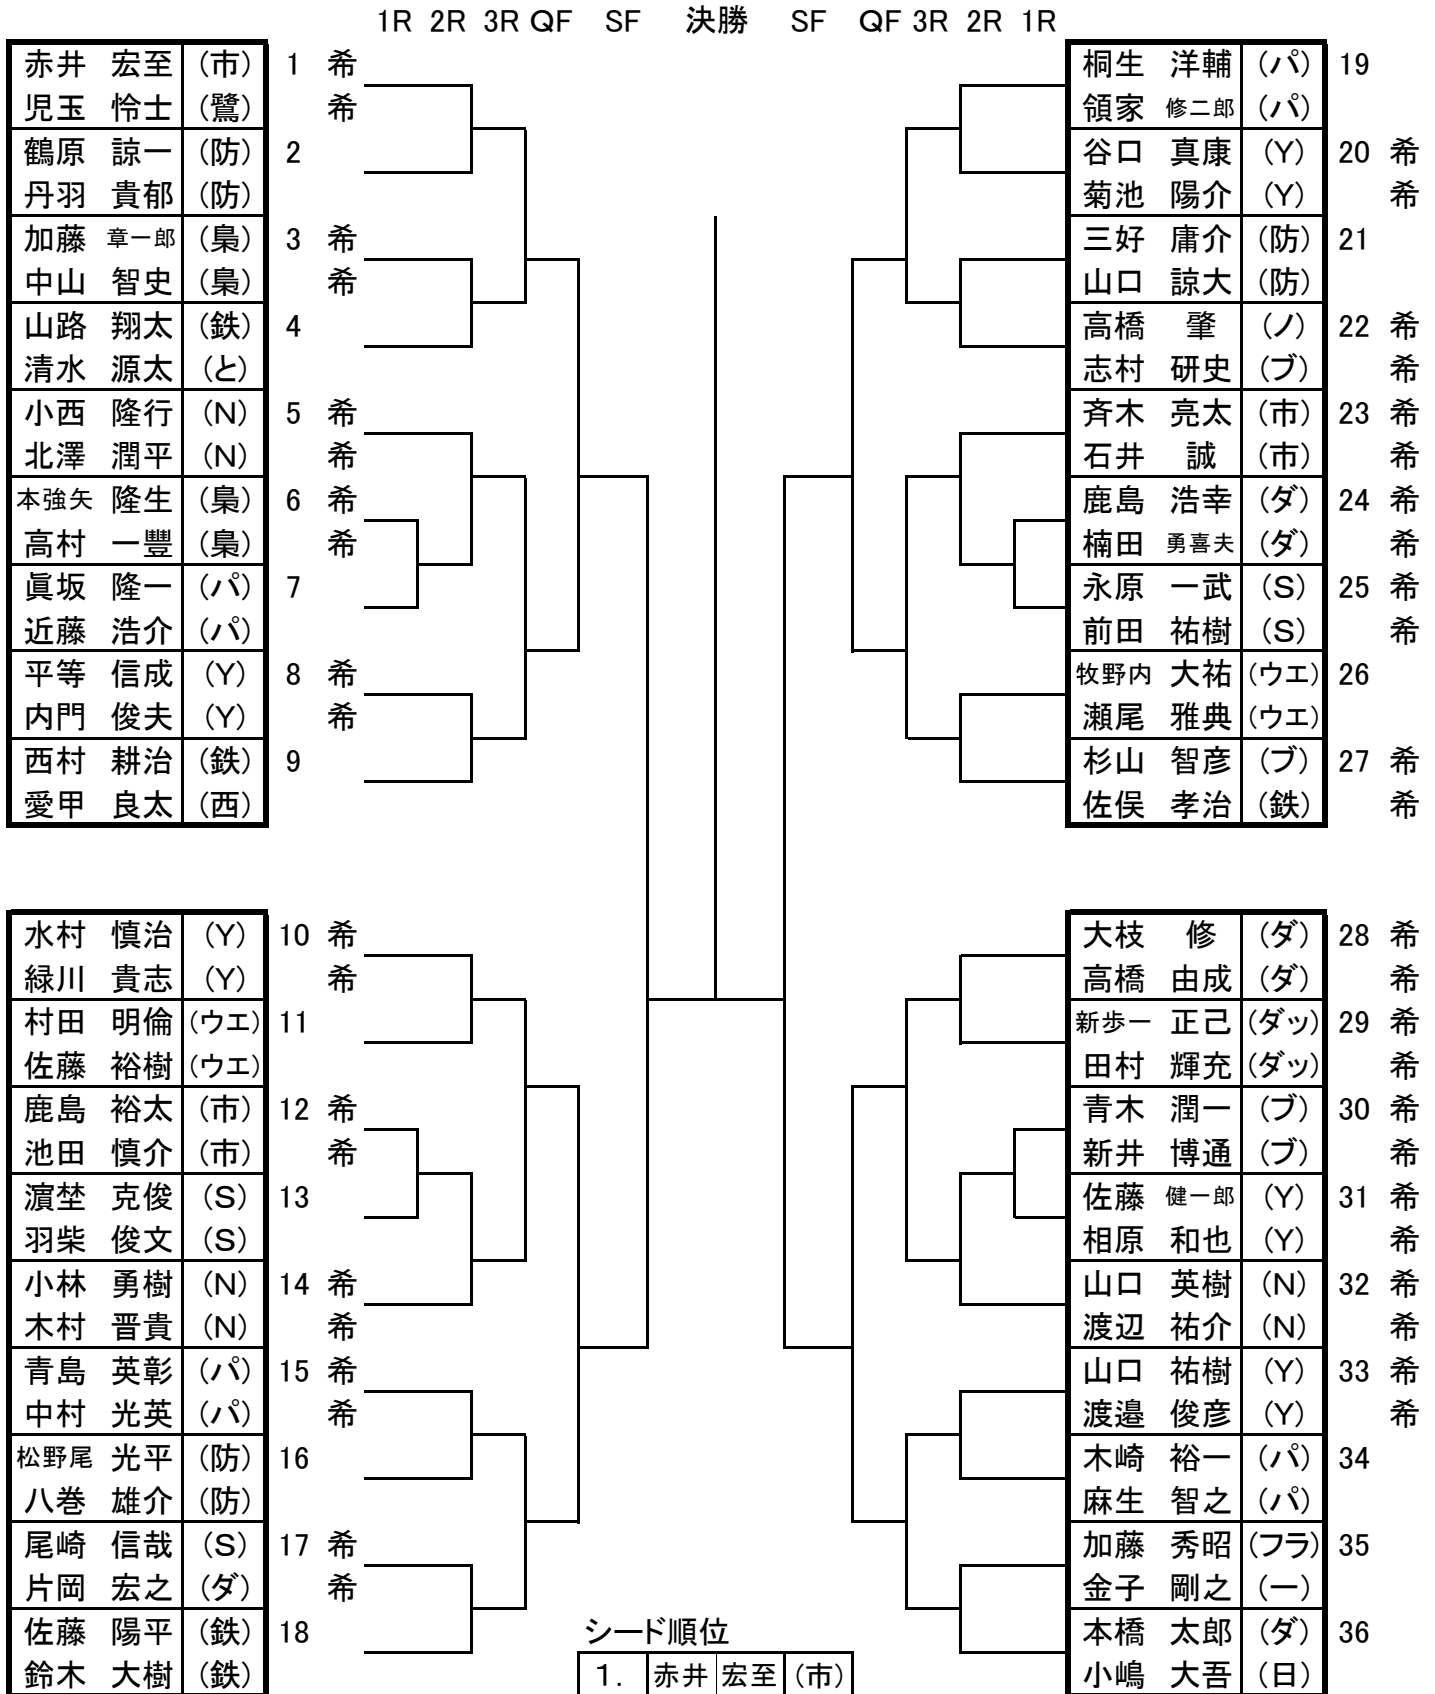 1R 2R 3R QF SF 決勝 SF QF 3R 2R 1R
赤井 宏至 (市) 1 希
児玉 怜士 (鷺) 希
鶴原 諒一 (防) 2
丹羽 貴郁 (防)
加藤 章一郎 (梟) 3 希
中山 智史 (梟) 希
山路 翔太 (鉄) 4
清水 源太 (と)
小西 隆行 (N) 5 希
北澤 潤平 (N) 希
本強矢 隆生 (梟) 6 希
高村 一豐 (梟) 希
眞坂 隆一 (パ) 7
近藤 浩介 (パ)
平等 信成 (Y) 8 希
内門 俊夫 (Y) 希
西村 耕治 (鉄) 9
愛甲 良太 (西)
水村 慎治 (Y) 10 希
緑川 貴志 (Y) 希
村田 明倫 (ウエ) 11
佐藤 裕樹 (ウエ)
鹿島 裕太 (市) 12 希
池田 慎介 (市) 希
濵埜 克俊 (S) 13
羽柴 俊文 (S)
小林 勇樹 (N) 14 希
木村 晋貴 (N) 希
青島 英彰 (パ) 15 希
中村 光英 (パ) 希
松野尾 光平 (防) 16
八巻 雄介 (防)
尾崎 信哉 (S) 17 希
片岡 宏之 (ダ) 希
佐藤 陽平 (鉄) 18
鈴木 大樹 (鉄)
桐生 洋輔 (パ) 19
領家 修二郎 (パ)
谷口 真康 (Y) 20 希
菊池 陽介 (Y) 希
三好 庸介 (防) 21
山口 諒大 (防)
高橋 肇 (ノ) 22 希
志村 研史 (ブ) 希
斉木 亮太 (市) 23 希
石井 誠 (市) 希
鹿島 浩幸 (ダ) 24 希
楠田 勇喜夫 (ダ) 希
永原 一武 (S) 25 希
前田 祐樹 (S) 希
牧野内 大祐 (ウエ) 26
瀬尾 雅典 (ウエ)
杉山 智彦 (ブ) 27 希
佐俣 孝治 (鉄) 希
大枝 修 (ダ) 28 希
高橋 由成 (ダ) 希
新歩一 正己 (ダッ) 29 希
田村 輝充 (ダッ) 希
青木 潤一 (ブ) 30 希
新井 博通 (ブ) 希
佐藤 健一郎 (Y) 31 希
相原 和也 (Y) 希
山口 英樹 (N) 32 希
渡辺 祐介 (N) 希
山口 祐樹 (Y) 33 希
渡邉 俊彦 (Y) 希
木崎 裕一 (パ) 34
麻生 智之 (パ)
加藤 秀昭 (フラ) 35
金子 剛之 (一)
本橋 太郎 (ダ) 36
小嶋 大吾 (日)
シード順位
1. 赤井 宏至 (市)